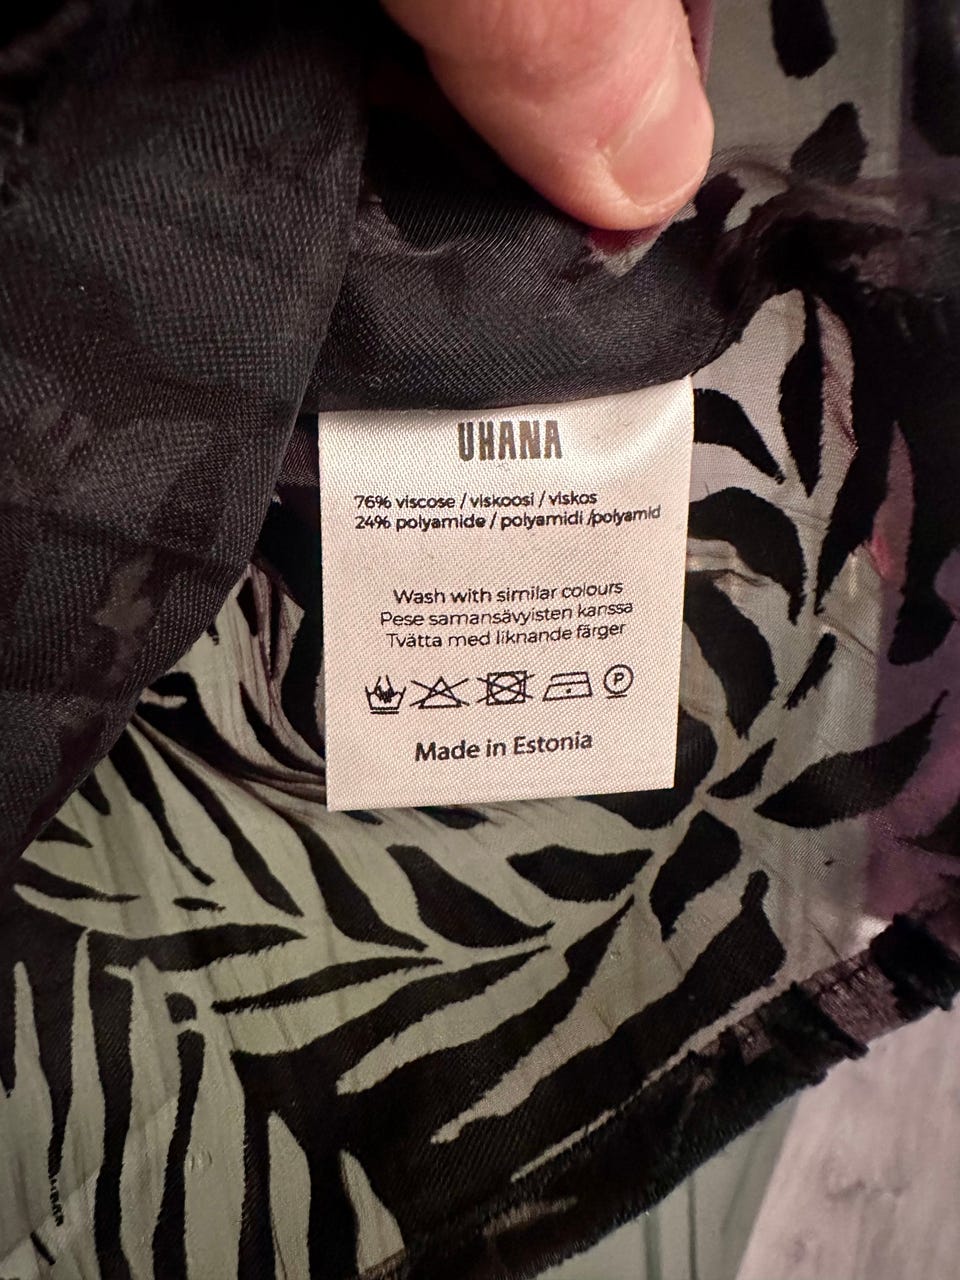 UHANA
76% viscose / viskoosi / viskos
24% polyamide / polyamidi /polyamid
Wash with similar colours
Pese samansävyisten kanssa
Tvätta med liknande färger
P
Made in Estonia